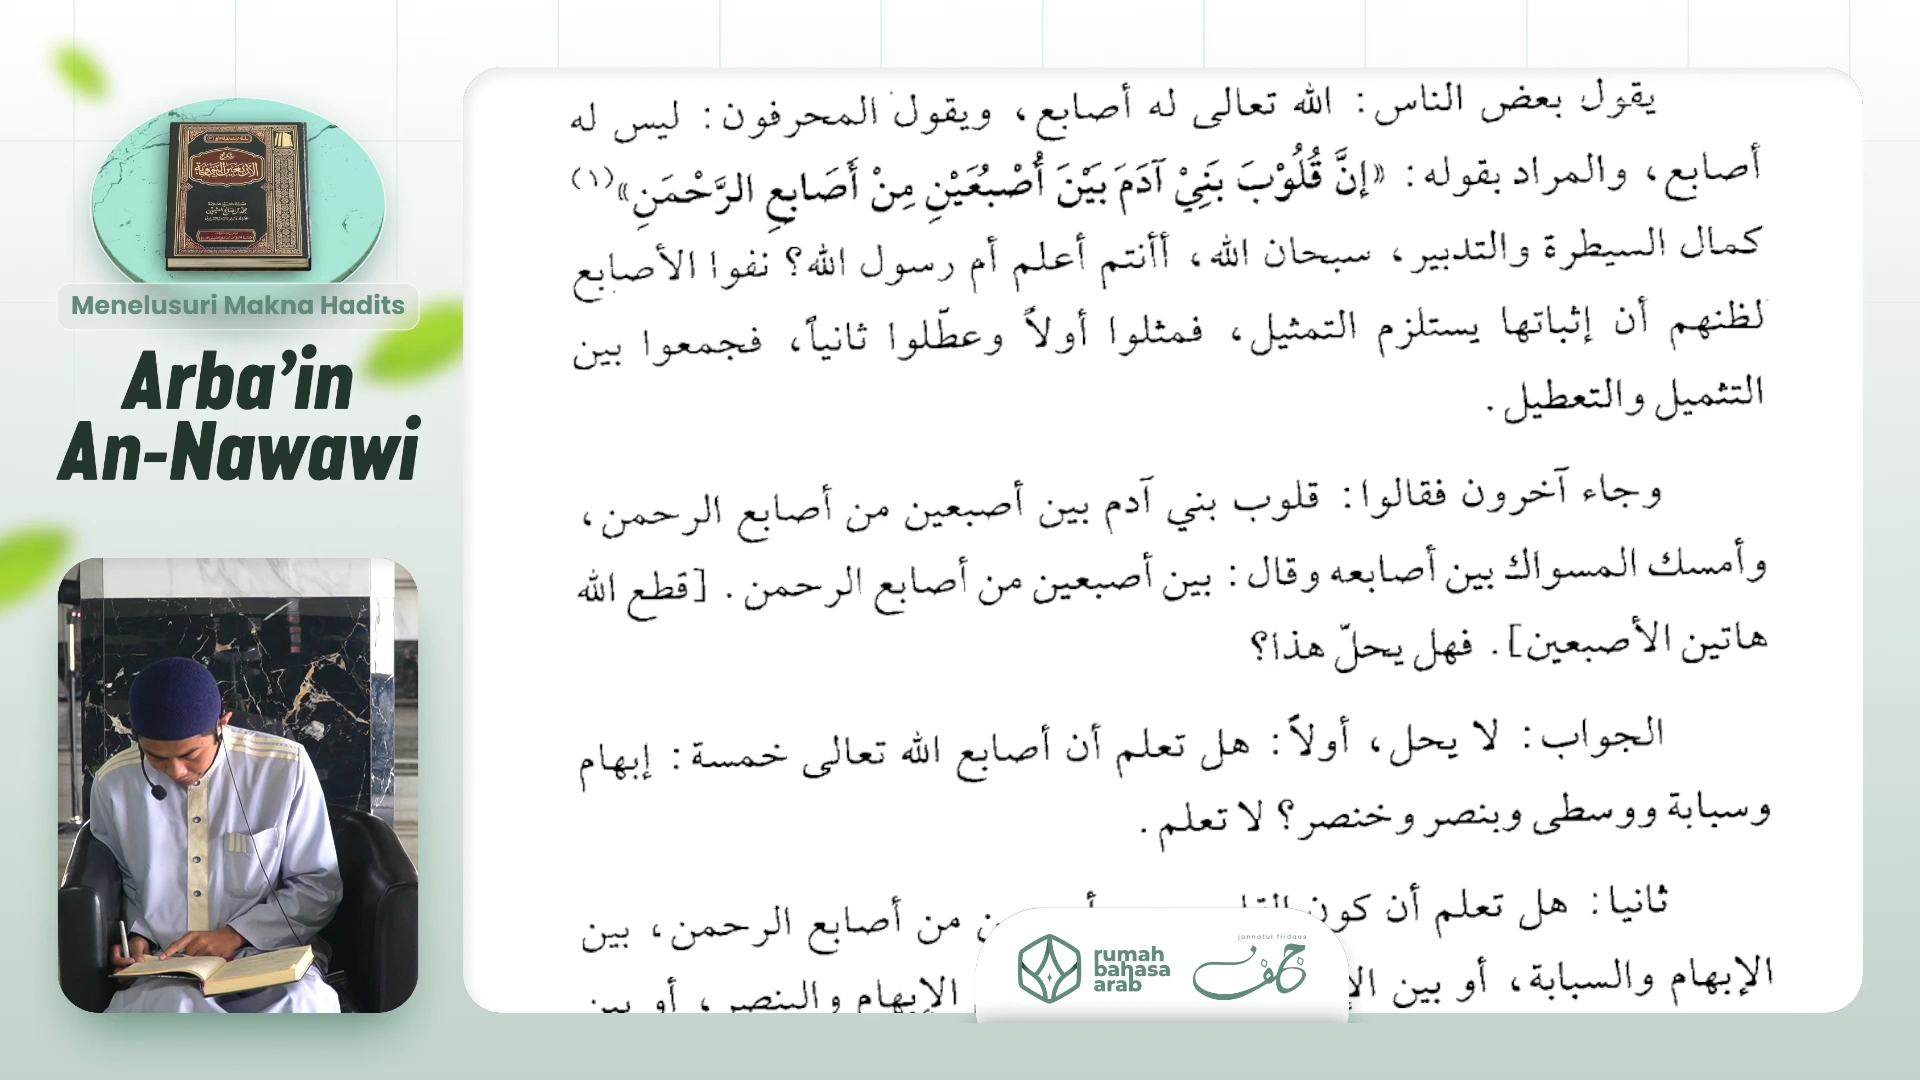 Menelusuri Makna Hadits
Arba’in
An-Nawawi
يقول بعض الناس: الله تعالى له أصابع، ويقول المحرفون: ليس له
أصابع، والمراد بقوله: «إنَّ قُلُوْبَ بَنِيْ آدَمَ بَيْنَ أُصْبُعَيْنِ مِنْ أَصَابِعِ الرَّحْمَنِ»(١)
كمال السيطرة والتدبير، سبحان الله، أأنتم أعلم أم رسول الله؟ نفوا الأصابع
لظنهم أن إثباتها يستلزم التمثيل، فمثلوا أولاً وعطّلوا ثانياً، فجمعوا بين
التثميل والتعطيل.
وجاء آخرون فقالوا: قلوب بني آدم بين أصبعين من أصابع الرحمن،
وأمسك المسواك بين أصابعه وقال: بين أصبعين من أصابع الرحمن. [قطع الله
هاتين الأصبعين]. فهل يحلّ هذا؟
الجواب: لا يحل، أولاً: هل تعلم أن أصابع الله تعالى خمسة: إبهام
وسبابة ووسطى وبنصر وخنصر؟ لا تعلم.
ثانيا: هل تعلم أن كون من أصابع الرحمن، بين
الإبهام والسبابة، أو بين الإبهام والبنصر، أو بين
rumah
bahasa
arab
jannatul firdaus